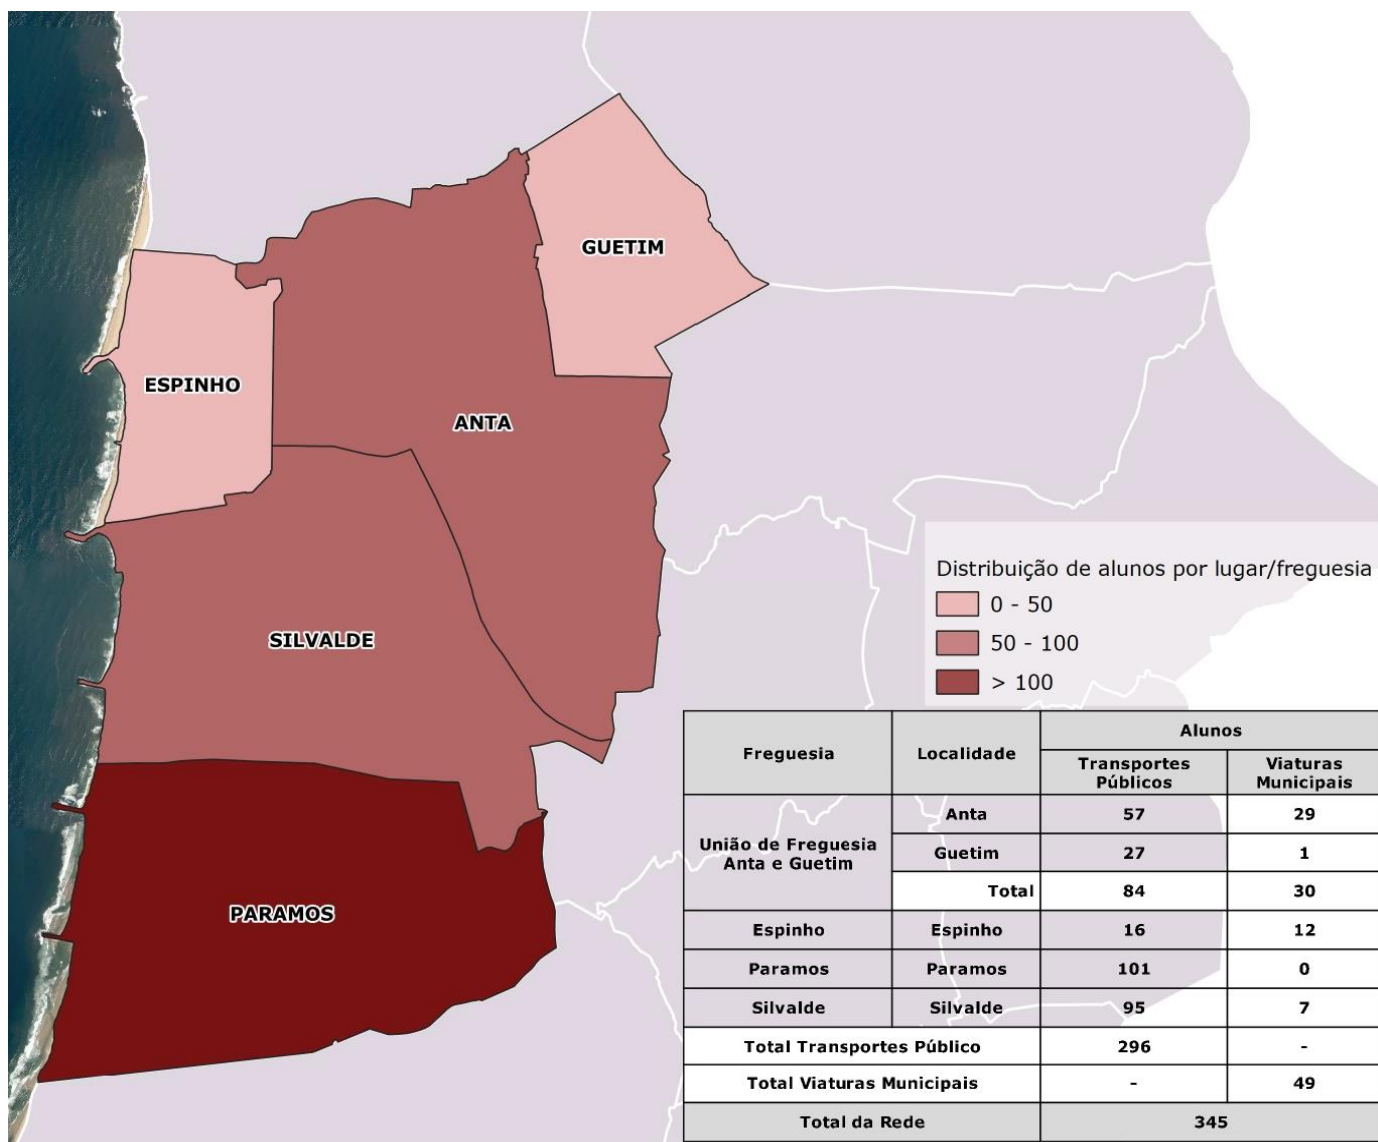 GUETIM
ESPINHO
ANTA
SILVALDE
PARAMOS
Distribuição de alunos por lugar/freguesia
0 - 50
50 - 100
> 100
Freguesia Localidade Alunos
Transportes Públicos Viaturas Municipais
União de Freguesia Anta e Guetim Anta 57 29
Guetim 27 1
Total 84 30
Espinho Espinho 16 12
Paramos Paramos 101 0
Silvalde Silvalde 95 7
Total Transportes Público 296 -
Total Viaturas Municipais - 49
Total da Rede 345